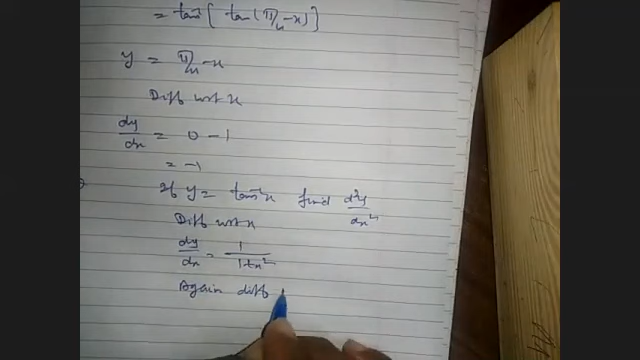 = tan⁻¹[ tan(π/4 - x)]
y = π/4 - x
Diff wrt x
dy/dx = 0 - 1
= -1
If y = tan⁻¹x find d²y/dx²
Diff wrt x
dy/dx = 1/1+x²
Again diff